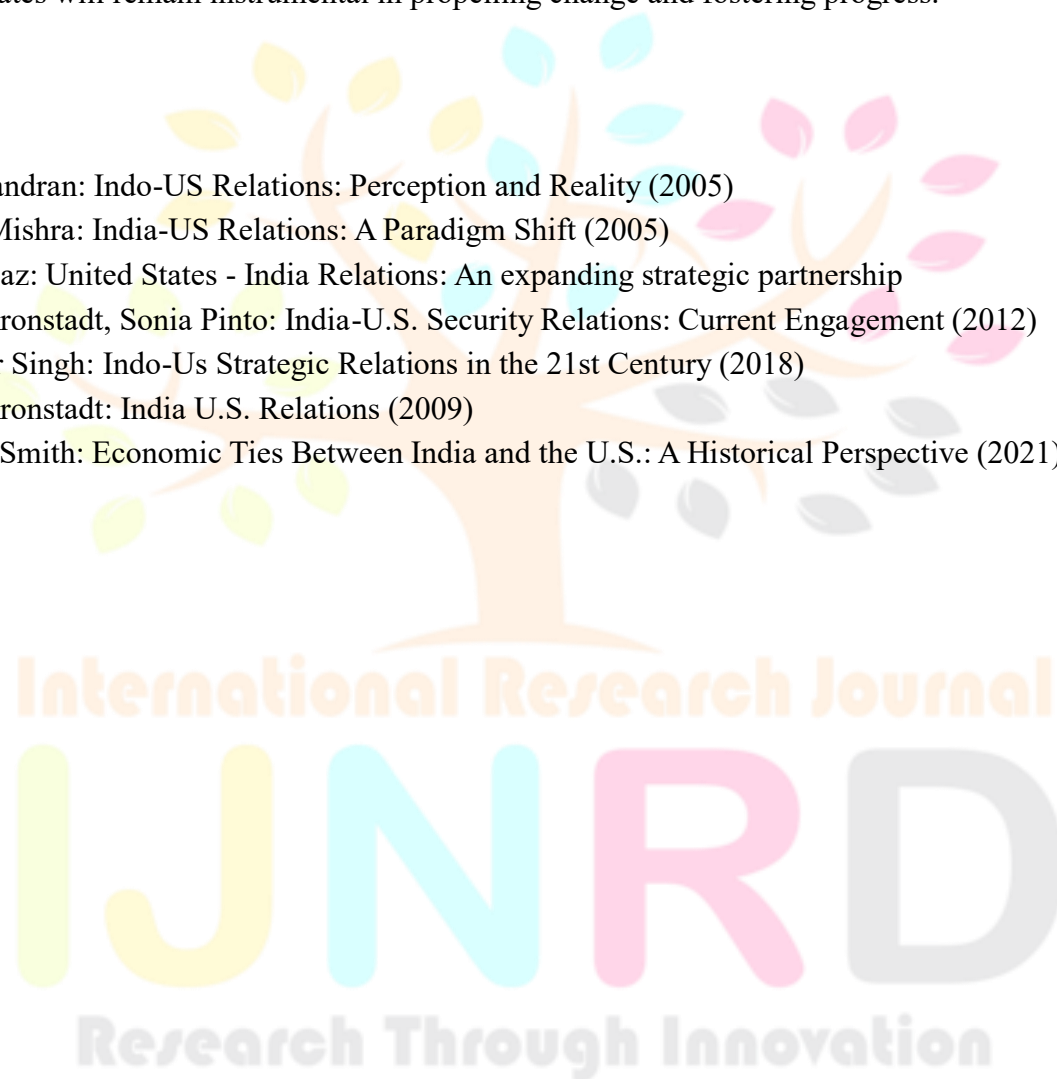 ates will remain instrumental in propelling change and fostering progress.
andran: Indo-US Relations: Perception and Reality (2005)
Mishra: India-US Relations: A Paradigm Shift (2005)
az: United States - India Relations: An expanding strategic partnership
ronstadt, Sonia Pinto: India-U.S. Security Relations: Current Engagement (2012)
r Singh: Indo-Us Strategic Relations in the 21st Century (2018)
ronstadt: India U.S. Relations (2009)
Smith: Economic Ties Between India and the U.S.: A Historical Perspective (2021)
International Research Journal
IJNRD
Research Through Innovation